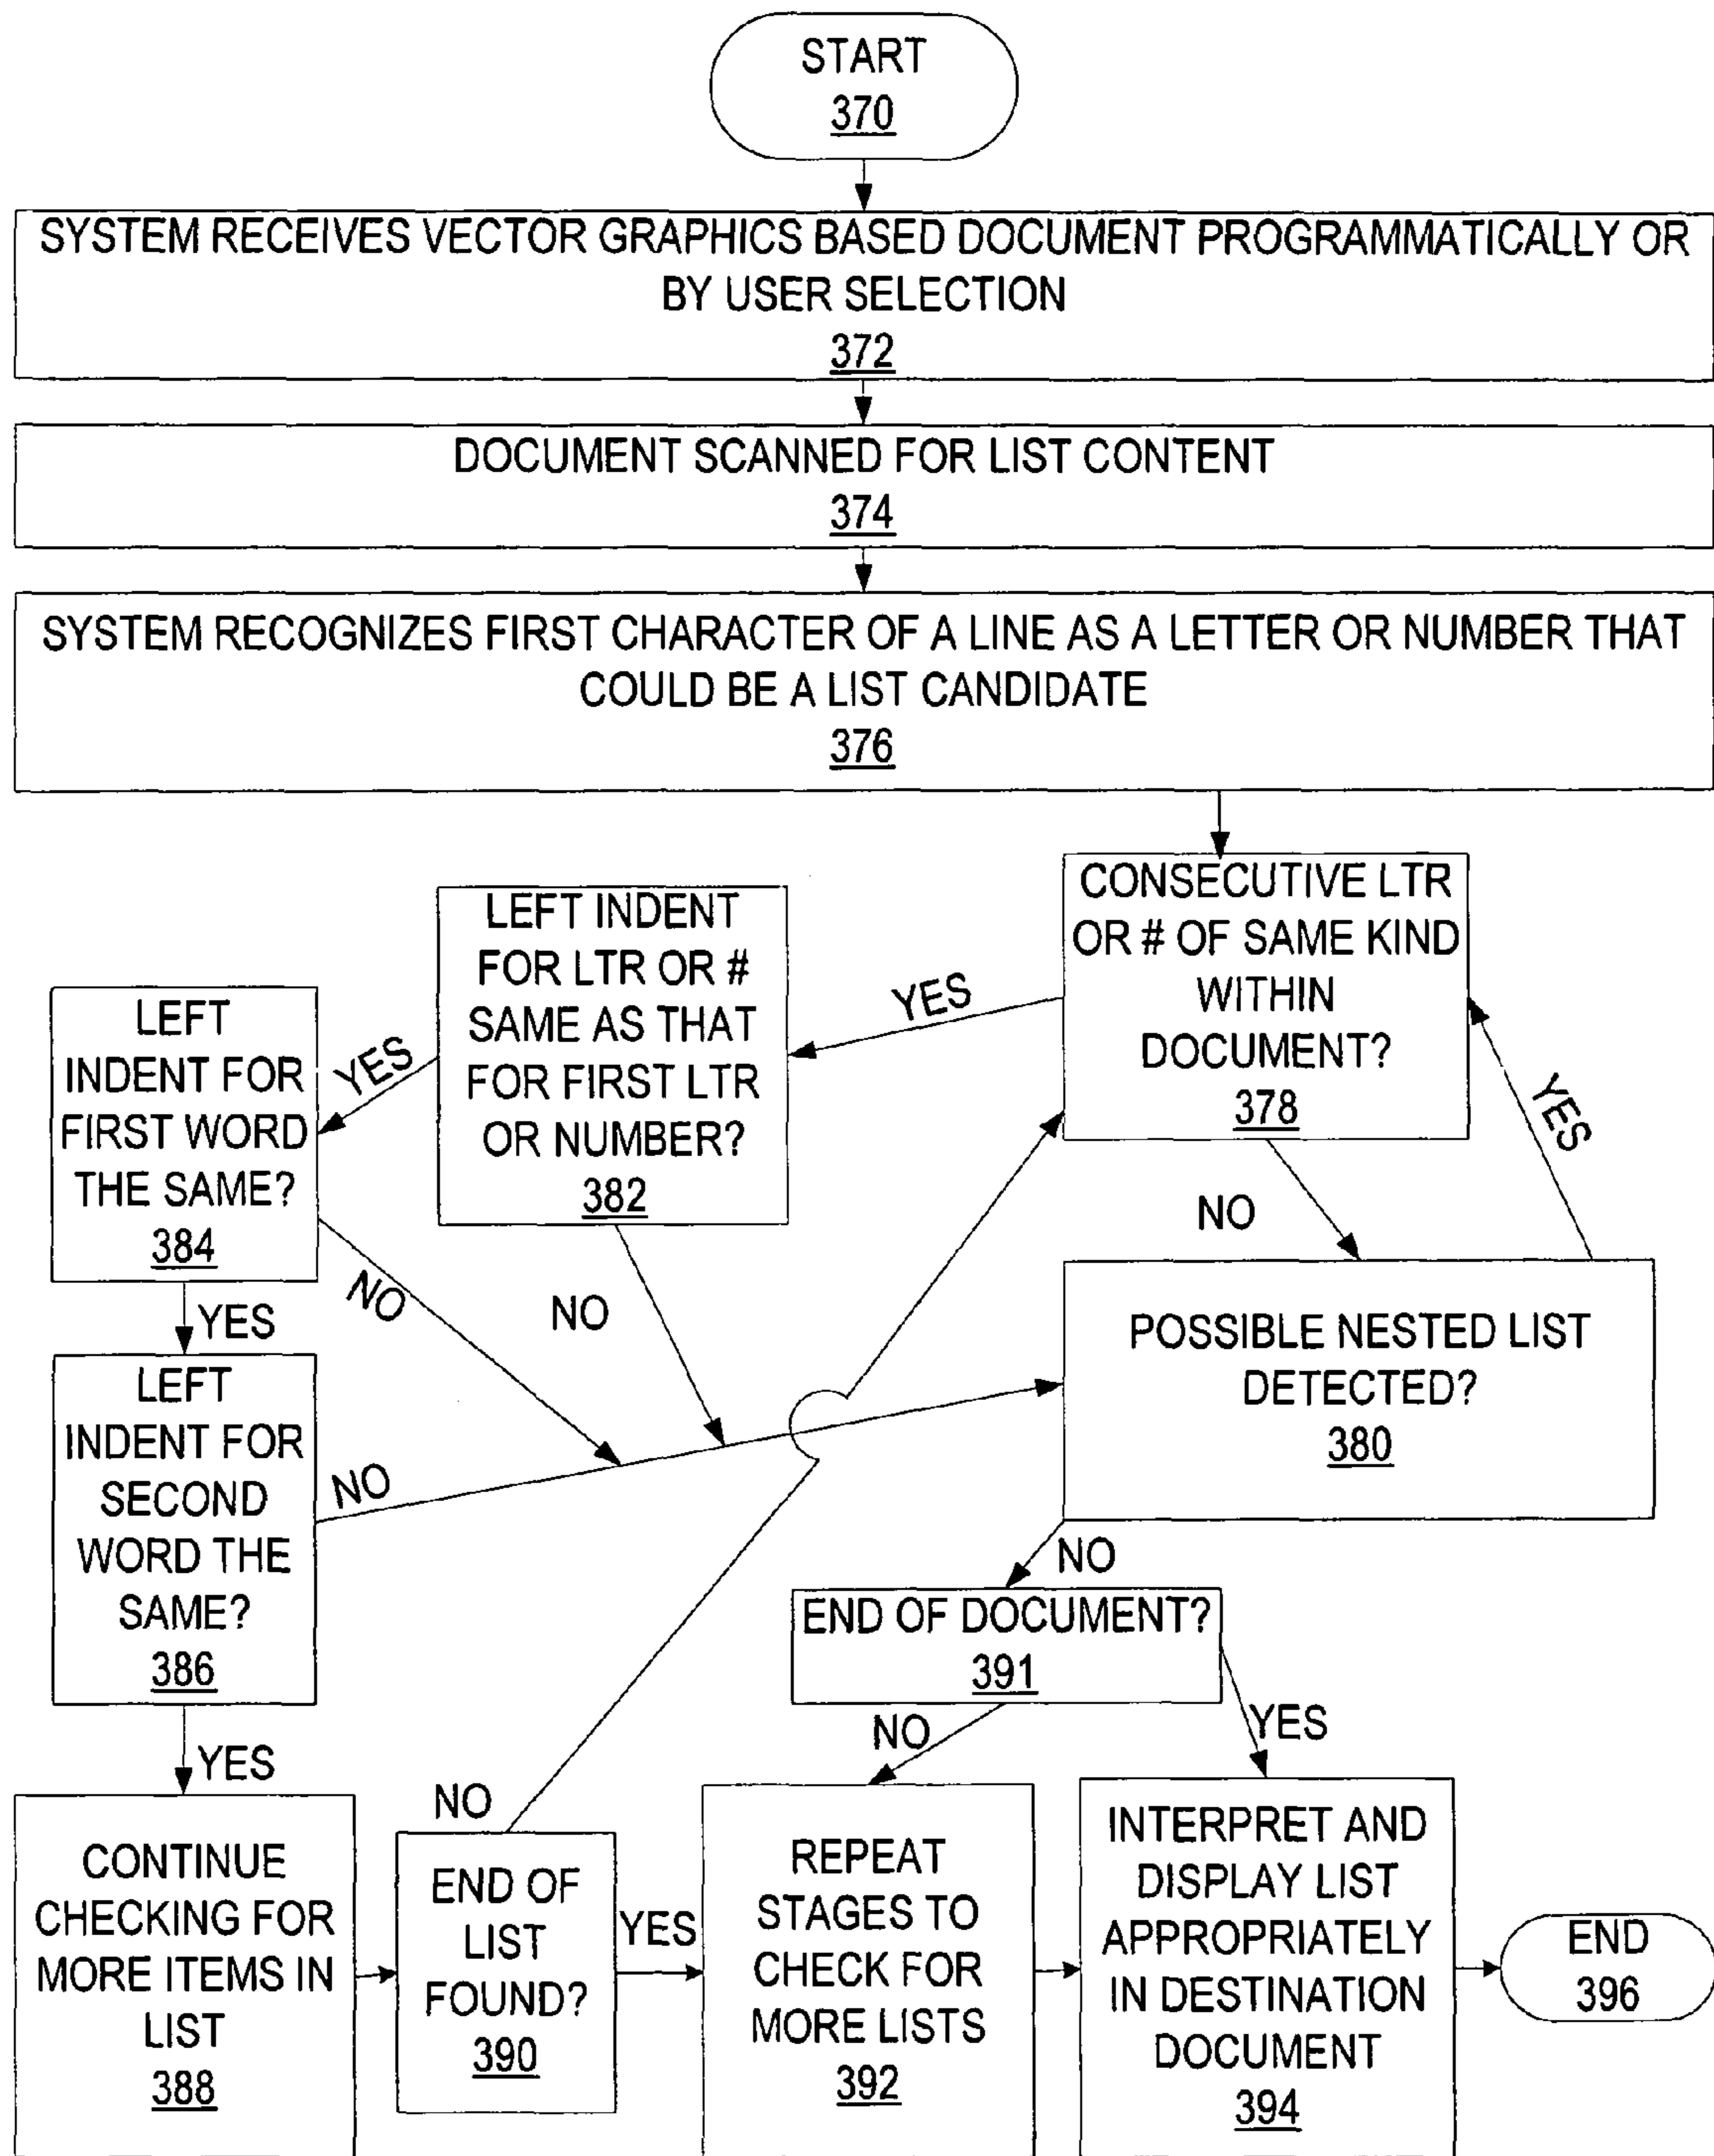 START
370
SYSTEM RECEIVES VECTOR GRAPHICS BASED DOCUMENT PROGRAMMATICALLY OR
BY USER SELECTION
372
DOCUMENT SCANNED FOR LIST CONTENT
374
SYSTEM RECOGNIZES FIRST CHARACTER OF A LINE AS A LETTER OR NUMBER THAT
COULD BE A LIST CANDIDATE
376
CONSECUTIVE LTR
OR # OF SAME KIND
WITHIN
DOCUMENT?
378
YES
NO
YES
LEFT INDENT
FOR LTR OR #
SAME AS THAT
FOR FIRST LTR
OR NUMBER?
382
YES
NO
LEFT
INDENT FOR
FIRST WORD
THE SAME?
384
NO
YES
POSSIBLE NESTED LIST
DETECTED?
380
NO
LEFT
INDENT FOR
SECOND
WORD THE
SAME?
386
NO
YES
END OF DOCUMENT?
391
NO
YES
CONTINUE
CHECKING FOR
MORE ITEMS IN
LIST
388
NO
END OF
LIST
FOUND?
390
YES
REPEAT
STAGES TO
CHECK FOR
MORE LISTS
392
INTERPRET AND
DISPLAY LIST
APPROPRIATELY
IN DESTINATION
DOCUMENT
394
END
396